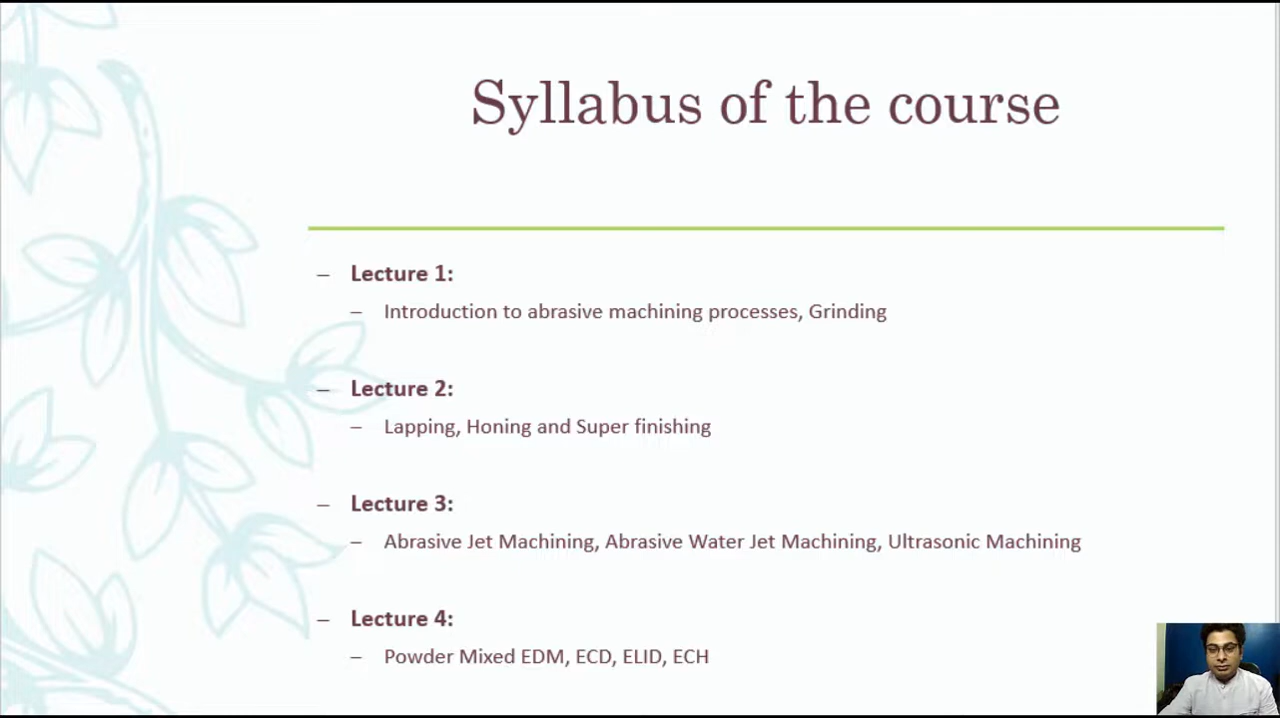 Syllabus of the course
– Lecture 1:
– Introduction to abrasive machining processes, Grinding
– Lecture 2:
– Lapping, Honing and Super finishing
– Lecture 3:
– Abrasive Jet Machining, Abrasive Water Jet Machining, Ultrasonic Machining
– Lecture 4:
– Powder Mixed EDM, ECD, ELID, ECH